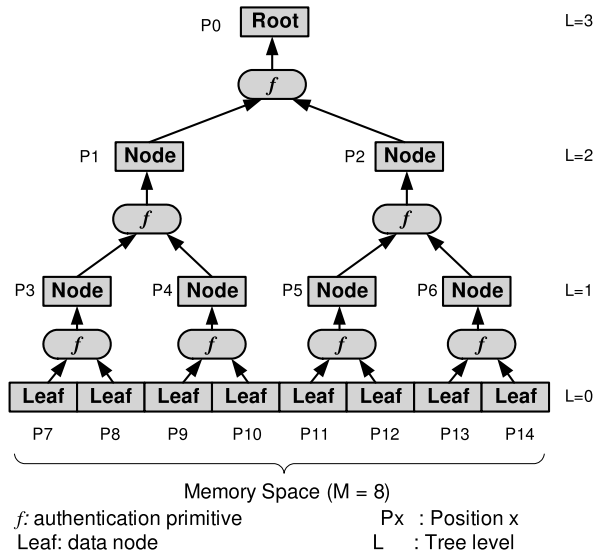 P0 Root L=3
f
P1 Node P2 Node L=2
f f
P3 Node P4 Node P5 Node P6 Node L=1
f f f f
Leaf Leaf Leaf Leaf Leaf Leaf Leaf Leaf L=0
P7 P8 P9 P10 P11 P12 P13 P14
Memory Space (M = 8)
f: authentication primitive Px : Position x
Leaf: data node L : Tree level